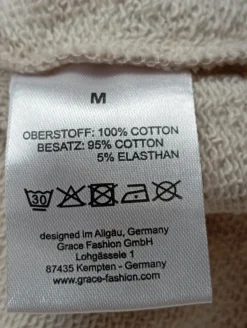 M
OBERSTOFF: 100% COTTON
BESATZ: 95% COTTON
5% ELASTHAN
30
designed im Allgäu, Germany
Grace Fashion GmbH
Lohgässele 1
87435 Kempten - Germany
www.grace-fashion.com